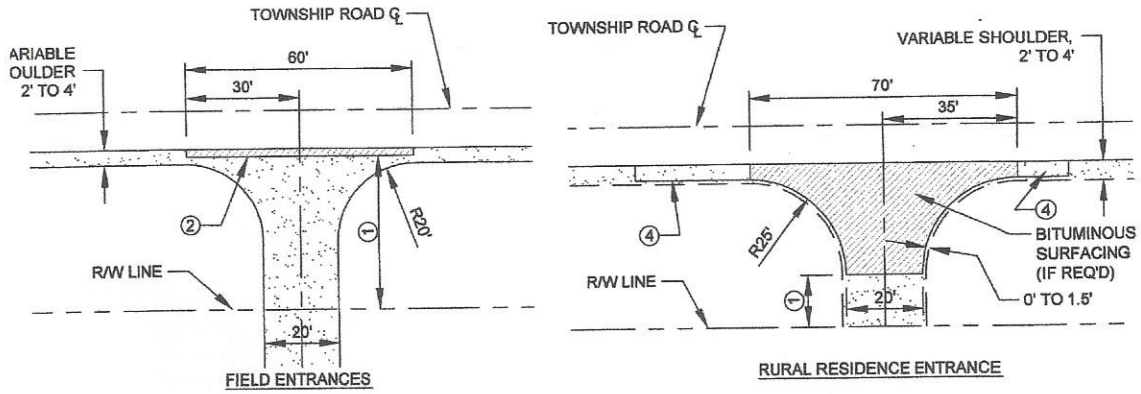 TOWNSHIP ROAD ℄
ARIABLE
OULDER
2' TO 4'
60'
30'
②
①
R20'
R/W LINE
20'
FIELD ENTRANCES
TOWNSHIP ROAD ℄
VARIABLE SHOULDER,
2' TO 4'
70'
35'
④
④
R25'
BITUMINOUS
SURFACING
(IF REQ'D)
R/W LINE
①
20'
0' TO 1.5'
RURAL RESIDENCE ENTRANCE